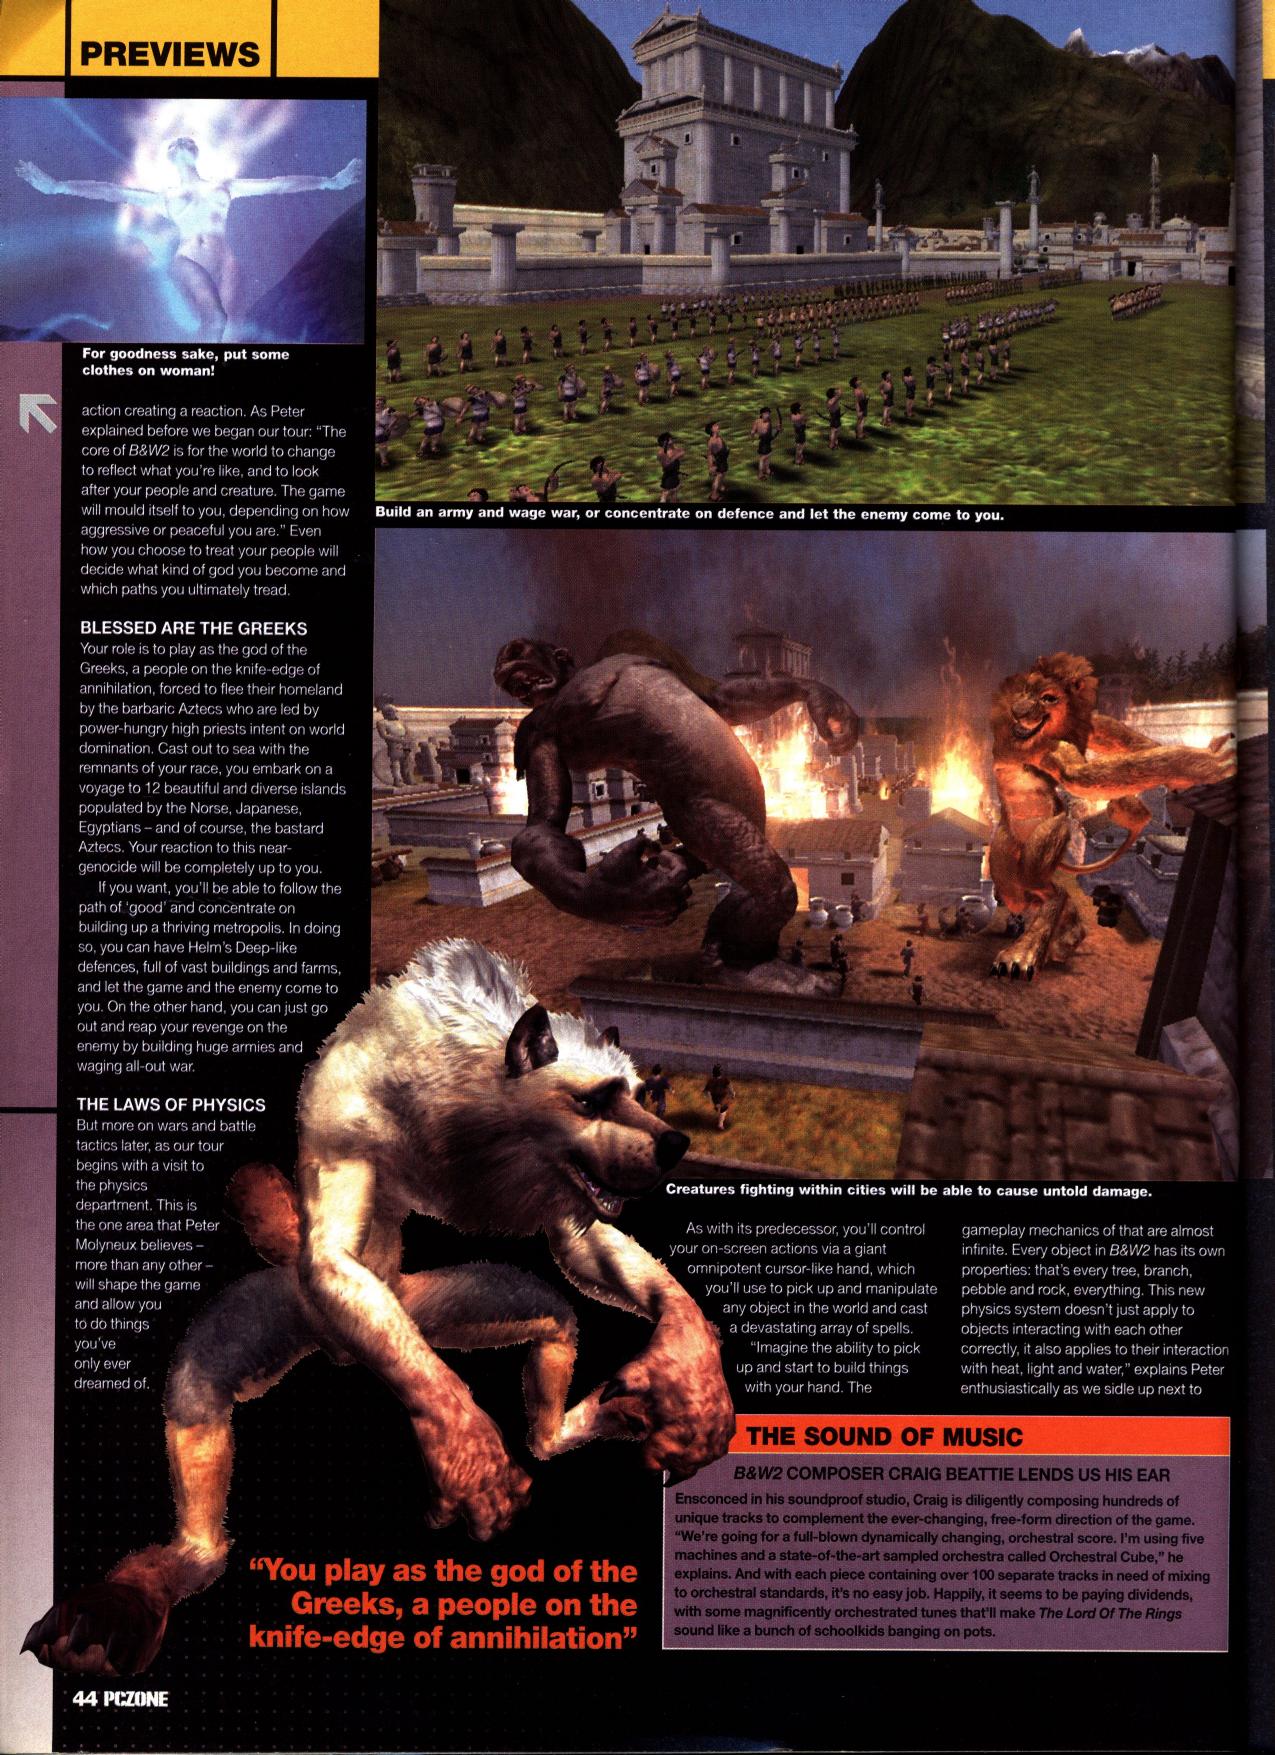 PREVIEWS
For goodness sake, put some
clothes on woman!
action creating a reaction. As Peter
explained before we began our tour: “The
core of B&W2 is for the world to change
to reflect what you're like, and to look
after your people and creature. The game
will mould itself to you, depending on how
aggressive or peaceful you are.” Even
how you choose to treat your people will
decide what kind of god you become and
which paths you ultimately tread.
BLESSED ARE THE GREEKS
Your role is to play as the god of the
Greeks, a people on the knife-edge of
annihilation, forced to flee their homeland
by the barbaric Aztecs who are led by
power-hungry high priests intent on world
domination. Cast out to sea with the
remnants of your race, you embark on a
voyage to 12 beautiful and diverse islands
populated by the Norse, Japanese,
Egyptians – and of course, the bastard
Aztecs. Your reaction to this near-
genocide will be completely up to you.
If you want, you'll be able to follow the
path of 'good' and concentrate on
building up a thriving metropolis. In doing
so, you can have Helm's Deep-like
defences, full of vast buildings and farms,
and let the game and the enemy come to
you. On the other hand, you can just go
out and reap your revenge on the
enemy by building huge armies and
waging all-out war.
THE LAWS OF PHYSICS
But more on wars and battle
tactics later, as our tour
begins with a visit to
the physics
department. This is
the one area that Peter
Molyneux believes –
more than any other –
will shape the game
and allow you
to do things
you've
only ever
dreamed of.
Build an army and wage war, or concentrate on defence and let the enemy come to you.
Creatures fighting within cities will be able to cause untold damage.
As with its predecessor, you'll control
your on-screen actions via a giant
omnipotent cursor-like hand, which
you'll use to pick up and manipulate
any object in the world and cast
a devastating array of spells.
“Imagine the ability to pick
up and start to build things
with your hand. The
gameplay mechanics of that are almost
infinite. Every object in B&W2 has its own
properties: that's every tree, branch,
pebble and rock, everything. This new
physics system doesn't just apply to
objects interacting with each other
correctly, it also applies to their interaction
with heat, light and water,” explains Peter
enthusiastically as we sidle up next to
THE SOUND OF MUSIC
B&W2 COMPOSER CRAIG BEATTIE LENDS US HIS EAR
Ensconced in his soundproof studio, Craig is diligently composing hundreds of
unique tracks to complement the ever-changing, free-form direction of the game.
“We're going for a full-blown dynamically changing, orchestral score. I'm using five
machines and a state-of-the-art sampled orchestra called Orchestral Cube,” he
explains. And with each piece containing over 100 separate tracks in need of mixing
to orchestral standards, it's no easy job. Happily, it seems to be paying dividends,
with some magnificently orchestrated tunes that'll make The Lord Of The Rings
sound like a bunch of schoolkids banging on pots.
“You play as the god of the
Greeks, a people on the
knife-edge of annihilation”
44 PCZONE